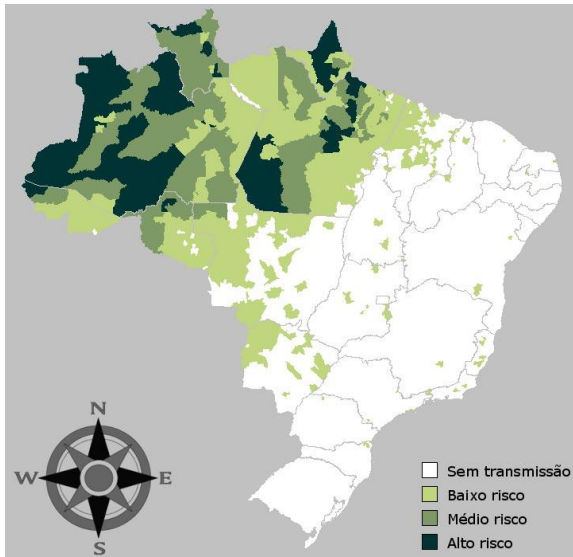 N
W E
S
Sem transmissão
Baixo risco
Médio risco
Alto risco